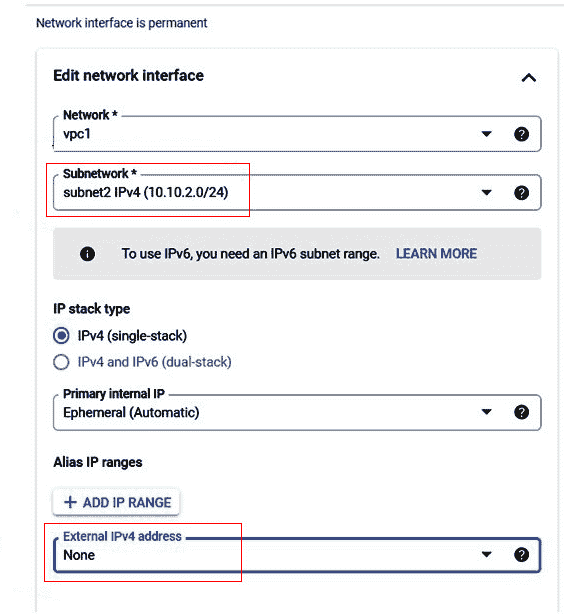 Network interface is permanent
Edit network interface
Network *
vpc1
Subnetwork *
subnet2 IPv4 (10.10.2.0/24)
To use IPv6, you need an IPv6 subnet range. LEARN MORE
IP stack type
IPv4 (single-stack)
IPv4 and IPv6 (dual-stack)
Primary internal IP
Ephemeral (Automatic)
Alias IP ranges
+ ADD IP RANGE
External IPv4 address
None